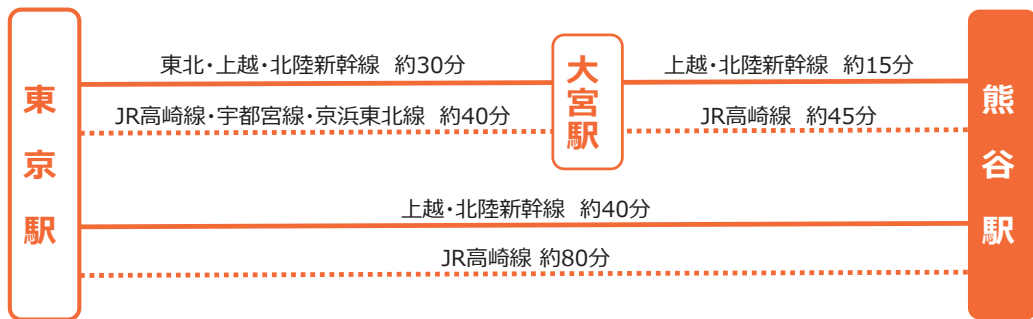 東京駅
東北・上越・北陸新幹線 約30分
JR高崎線・宇都宮線・京浜東北線 約40分
大宮駅
上越・北陸新幹線 約15分
JR高崎線 約45分
上越・北陸新幹線 約40分
JR高崎線 約80分
熊谷駅